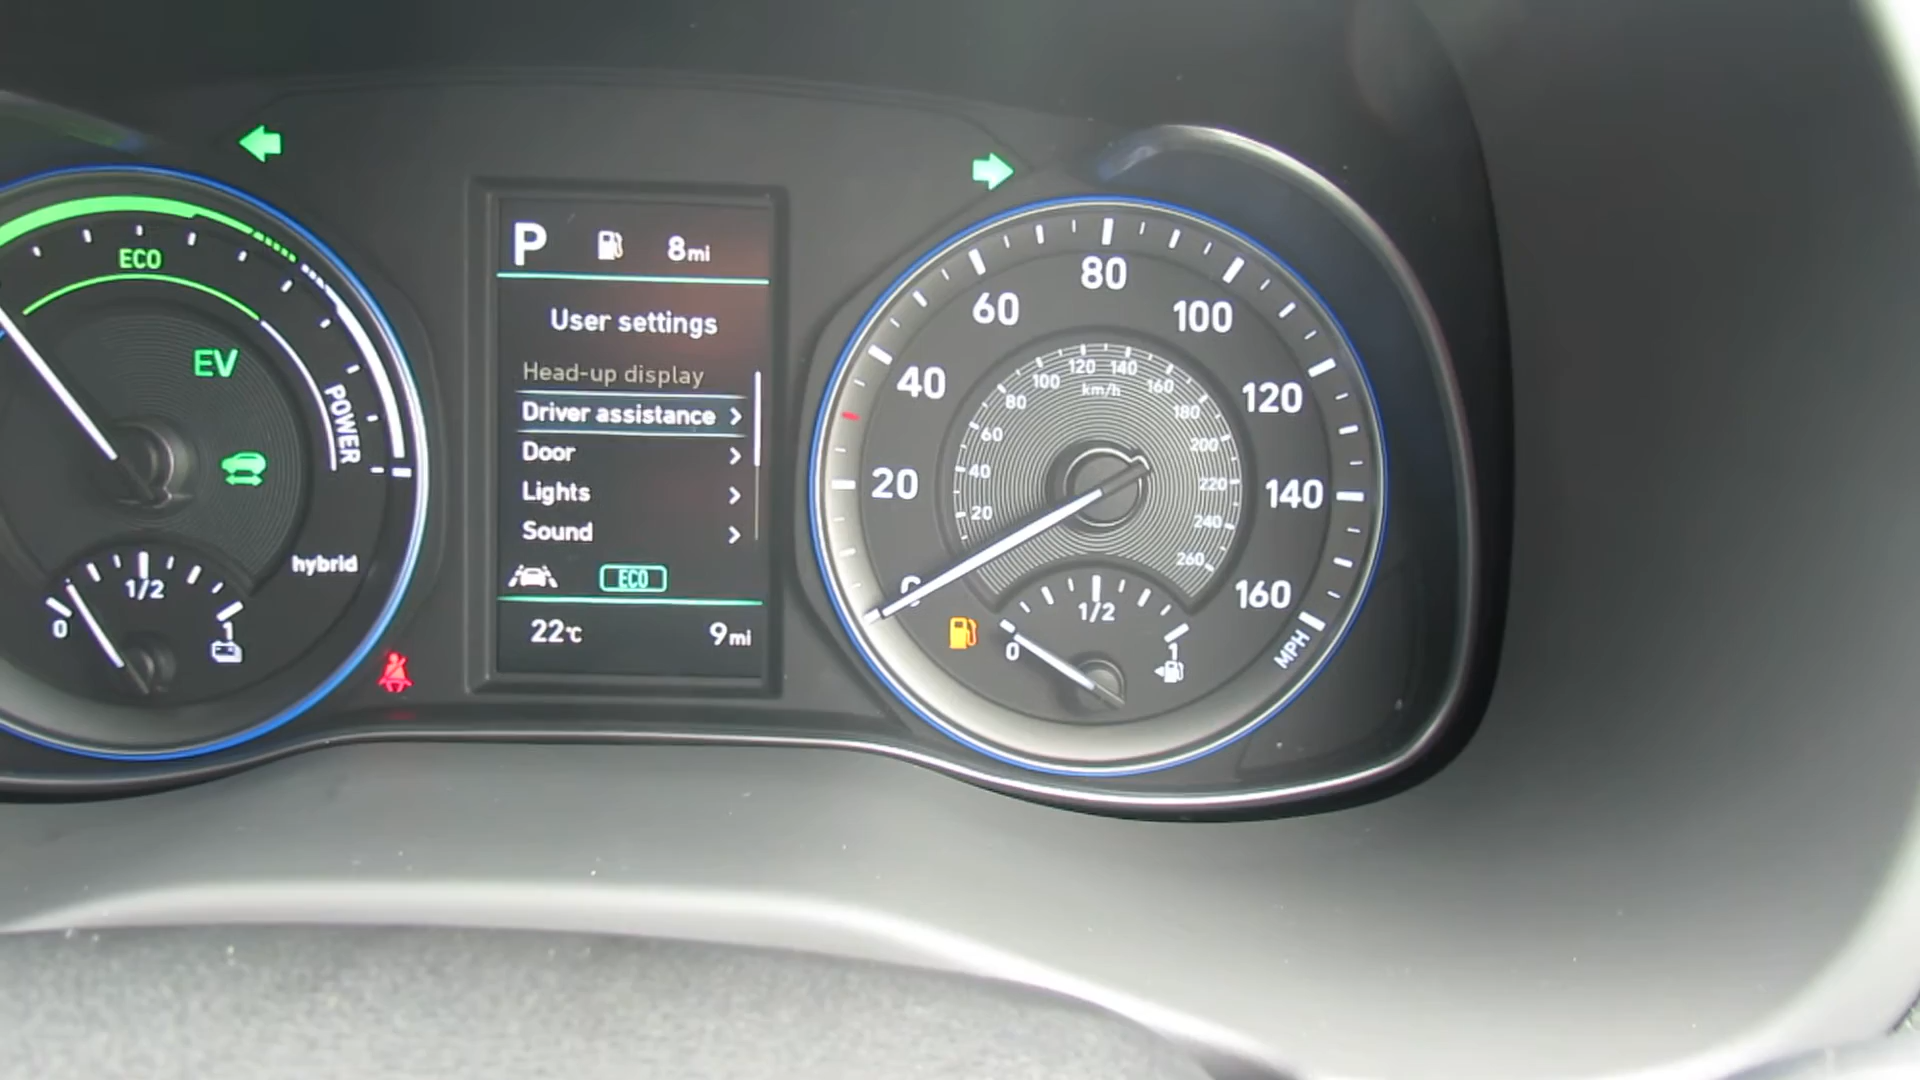 ECO
EV
POWER
hybrid
0
1/2
1
P 8mi
User settings
Head-up display
Driver assistance >
Door >
Lights >
Sound >
ECO
22℃ 9mi
0
20
40
60
80
100
120
140
160
MPH
20
40
60
80
100
120
140
160
180
200
220
240
260
km/h
0
1/2
1